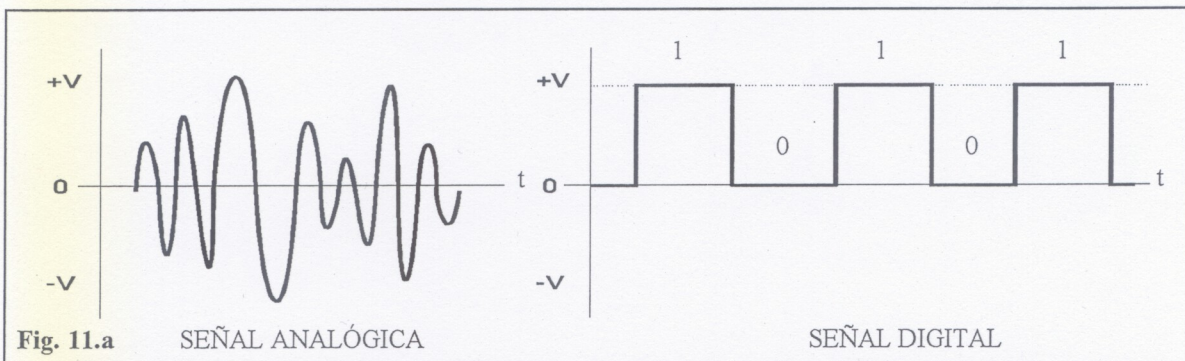 +V
0
-V
t
Fig. 11.a SEÑAL ANALÓGICA
1 1 1
+V
0 0
0
t
-V
SEÑAL DIGITAL